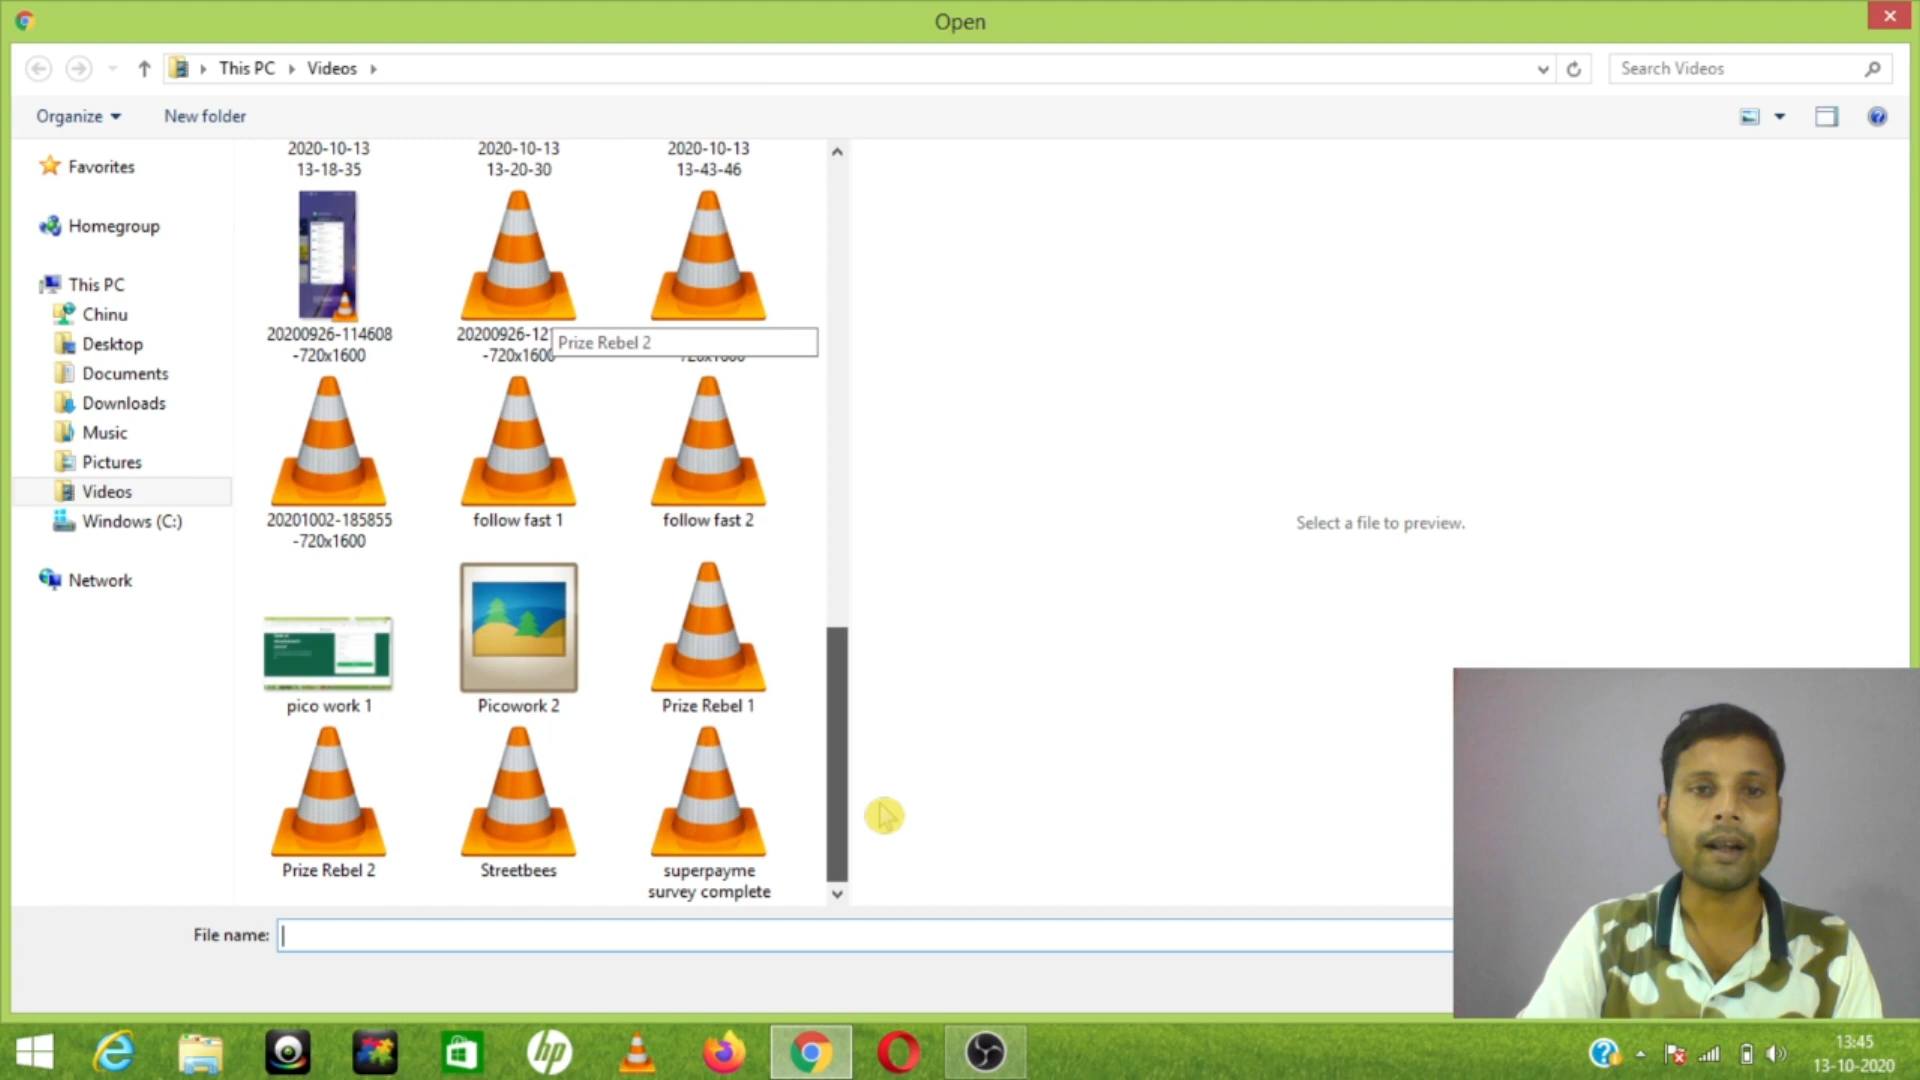 Open
This PC
Videos
Search Videos
Organize
New folder
Favorites
Homegroup
This PC
Chinu
Desktop
Documents
Downloads
Music
Pictures
Videos
Windows (C:)
Network
2020-10-13
13-18-35
2020-10-13
13-20-30
2020-10-13
13-43-46
20200926-114608
-720x1600
20200926-12
-720x1600
Prize Rebel 2
20201002-185855
-720x1600
follow fast 1
follow fast 2
pico work 1
Picowork 2
Prize Rebel 1
Prize Rebel 2
Streetbees
superpayme
survey complete
Select a file to preview.
File name:
hp
13:45
13-10-2020